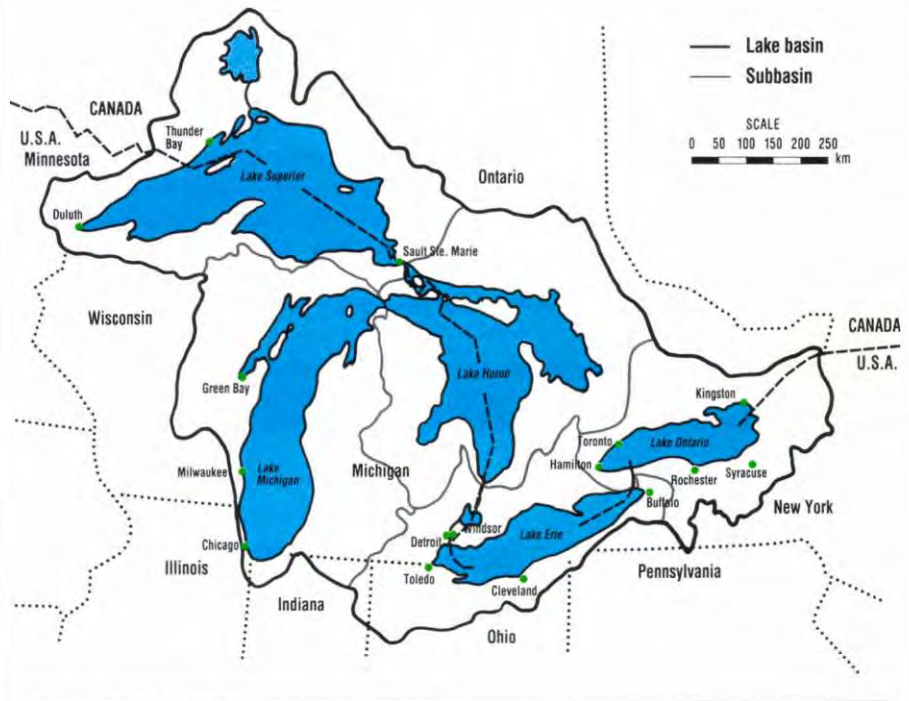 Lake basin
Subbasin
SCALE
0 50 100 150 200 250
km
CANADA
U.S.A.
Minnesota
Thunder
Bay
Lake Superior
Ontario
Duluth
Sault Ste. Marie
Wisconsin
CANADA
U.S.A.
Green Bay
Lake Huron
Kingston
Toronto
Lake Ontario
Hamilton
Milwaukee
Lake
Michigan
Michigan
Rochester
Syracuse
Buffalo
New York
Windsor
Detroit
Lake Erie
Chicago
Illinois
Toledo
Cleveland
Pennsylvania
Indiana
Ohio